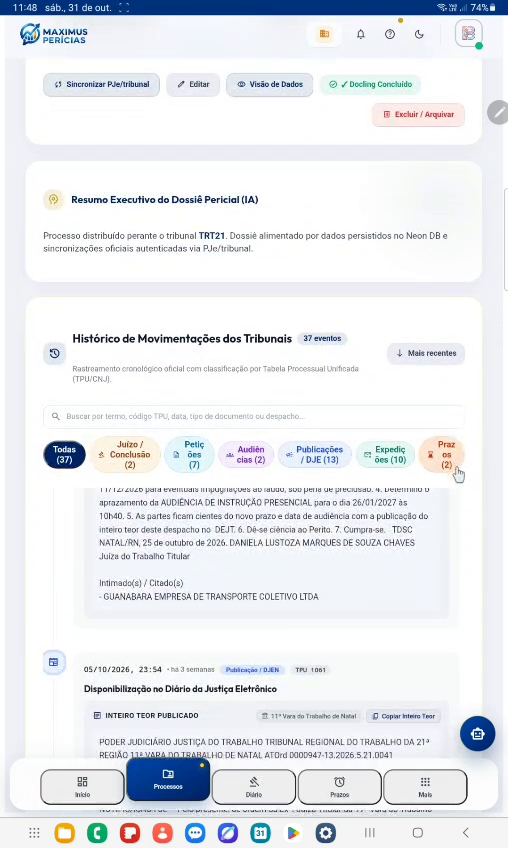 11:48 sáb., 31 de out. 74%
MAXIMUS
PERÍCIAS
Sincronizar PJe/tribunal
Editar
Visão de Dados
✓ Docling Concluído
Excluir / Arquivar
Resumo Executivo do Dossiê Pericial (IA)
Processo distribuído perante o tribunal TRT21. Dossiê alimentado por dados persistidos no Neon DB e
sincronizações oficiais autenticadas via PJe/tribunal.
Histórico de Movimentações dos Tribunais 37 eventos
↓ Mais recentes
Rastreamento cronológico oficial com classificação por Tabela Processual Unificada
(TPU/CNJ).
Buscar por termo, código TPU, data, tipo de documento ou despacho...
Todas
(37)
Juízo /
Conclusão
(2)
Petiç
ões
(7)
Audiên
cias (2)
Publicações
/ DJE (13)
Expediç
ões (10)
Praz
os
(2)
11/12/2026 para eventuais impugnações ao laudo, sob pena de preclusão. 4. Determino o
aprazamento da AUDIÊNCIA DE INSTRUÇÃO PRESENCIAL para o dia 26/01/2027 às
10h40. 5. As partes ficam cientes do novo prazo e data de audiência com a publicação do
inteiro teor deste despacho no DEJT. 6. Dê-se ciência ao Perito. 7. Cumpra-se. TDSC
NATAL/RN, 25 de outubro de 2026. DANIELA LUSTOZA MARQUES DE SOUZA CHAVES
Juíza do Trabalho Titular
Intimado(s) / Citado(s)
- GUANABARA EMPRESA DE TRANSPORTE COLETIVO LTDA
05/10/2026, 23:54 • há 3 semanas Publicação / DJEN TPU 1061
Disponibilização no Diário da Justiça Eletrônico
INTEIRO TEOR PUBLICADO
11ª Vara do Trabalho de Natal
Copiar Inteiro Teor
PODER JUDICIÁRIO JUSTIÇA DO TRABALHO TRIBUNAL REGIONAL DO TRABALHO DA 21ª
REGIÃO 11ª VARA DO TRABALHO DE NATAL ATOrd 0000947-13.2026.5.21.0041
Início
Processos
Diário
Prazos
Mais
31